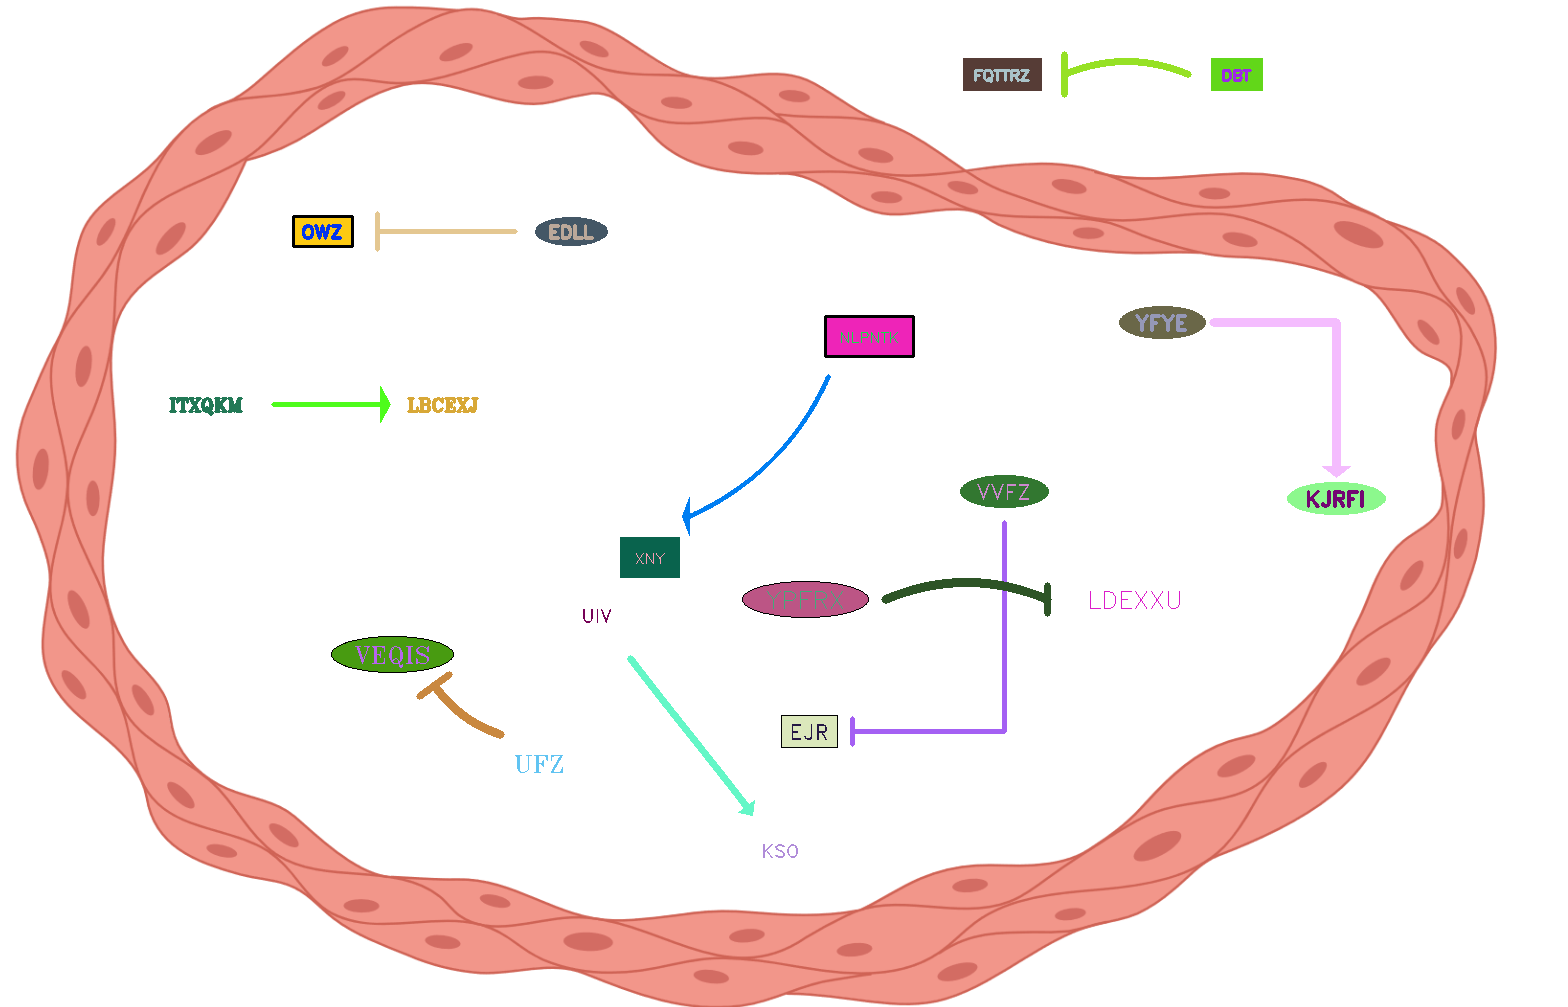 FQTTRZ
DBT
OWZ
EDLL
NLPNTK
YFYE
ITXQKM
LBCEXJ
VVFZ
KJRFI
XNY
YPFRX
LDEXXU
UIV
VEQIS
EJR
UFZ
KSO